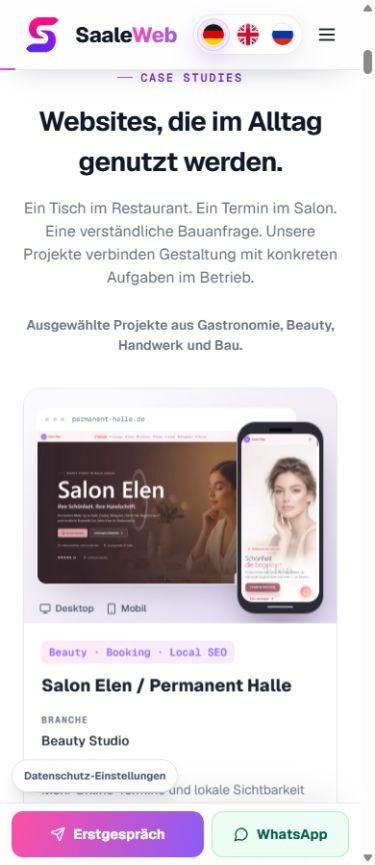 SaaleWeb
CASE STUDIES
Websites, die im Alltag
genutzt werden.
Ein Tisch im Restaurant. Ein Termin im Salon.
Eine verständliche Bauanfrage. Unsere
Projekte verbinden Gestaltung mit konkreten
Aufgaben im Betrieb.
Ausgewählte Projekte aus Gastronomie, Beauty,
Handwerk und Bau.
permanent-halle.de
Salon Elen
Ihre Schönheit. Ihre Handschrift.
Schönheit
Desktop
Mobil
Beauty · Booking · Local SEO
Salon Elen / Permanent Halle
BRANCHE
Beauty Studio
Datenschutz-Einstellungen
und lokale Sichtbarkeit
Erstgespräch
WhatsApp